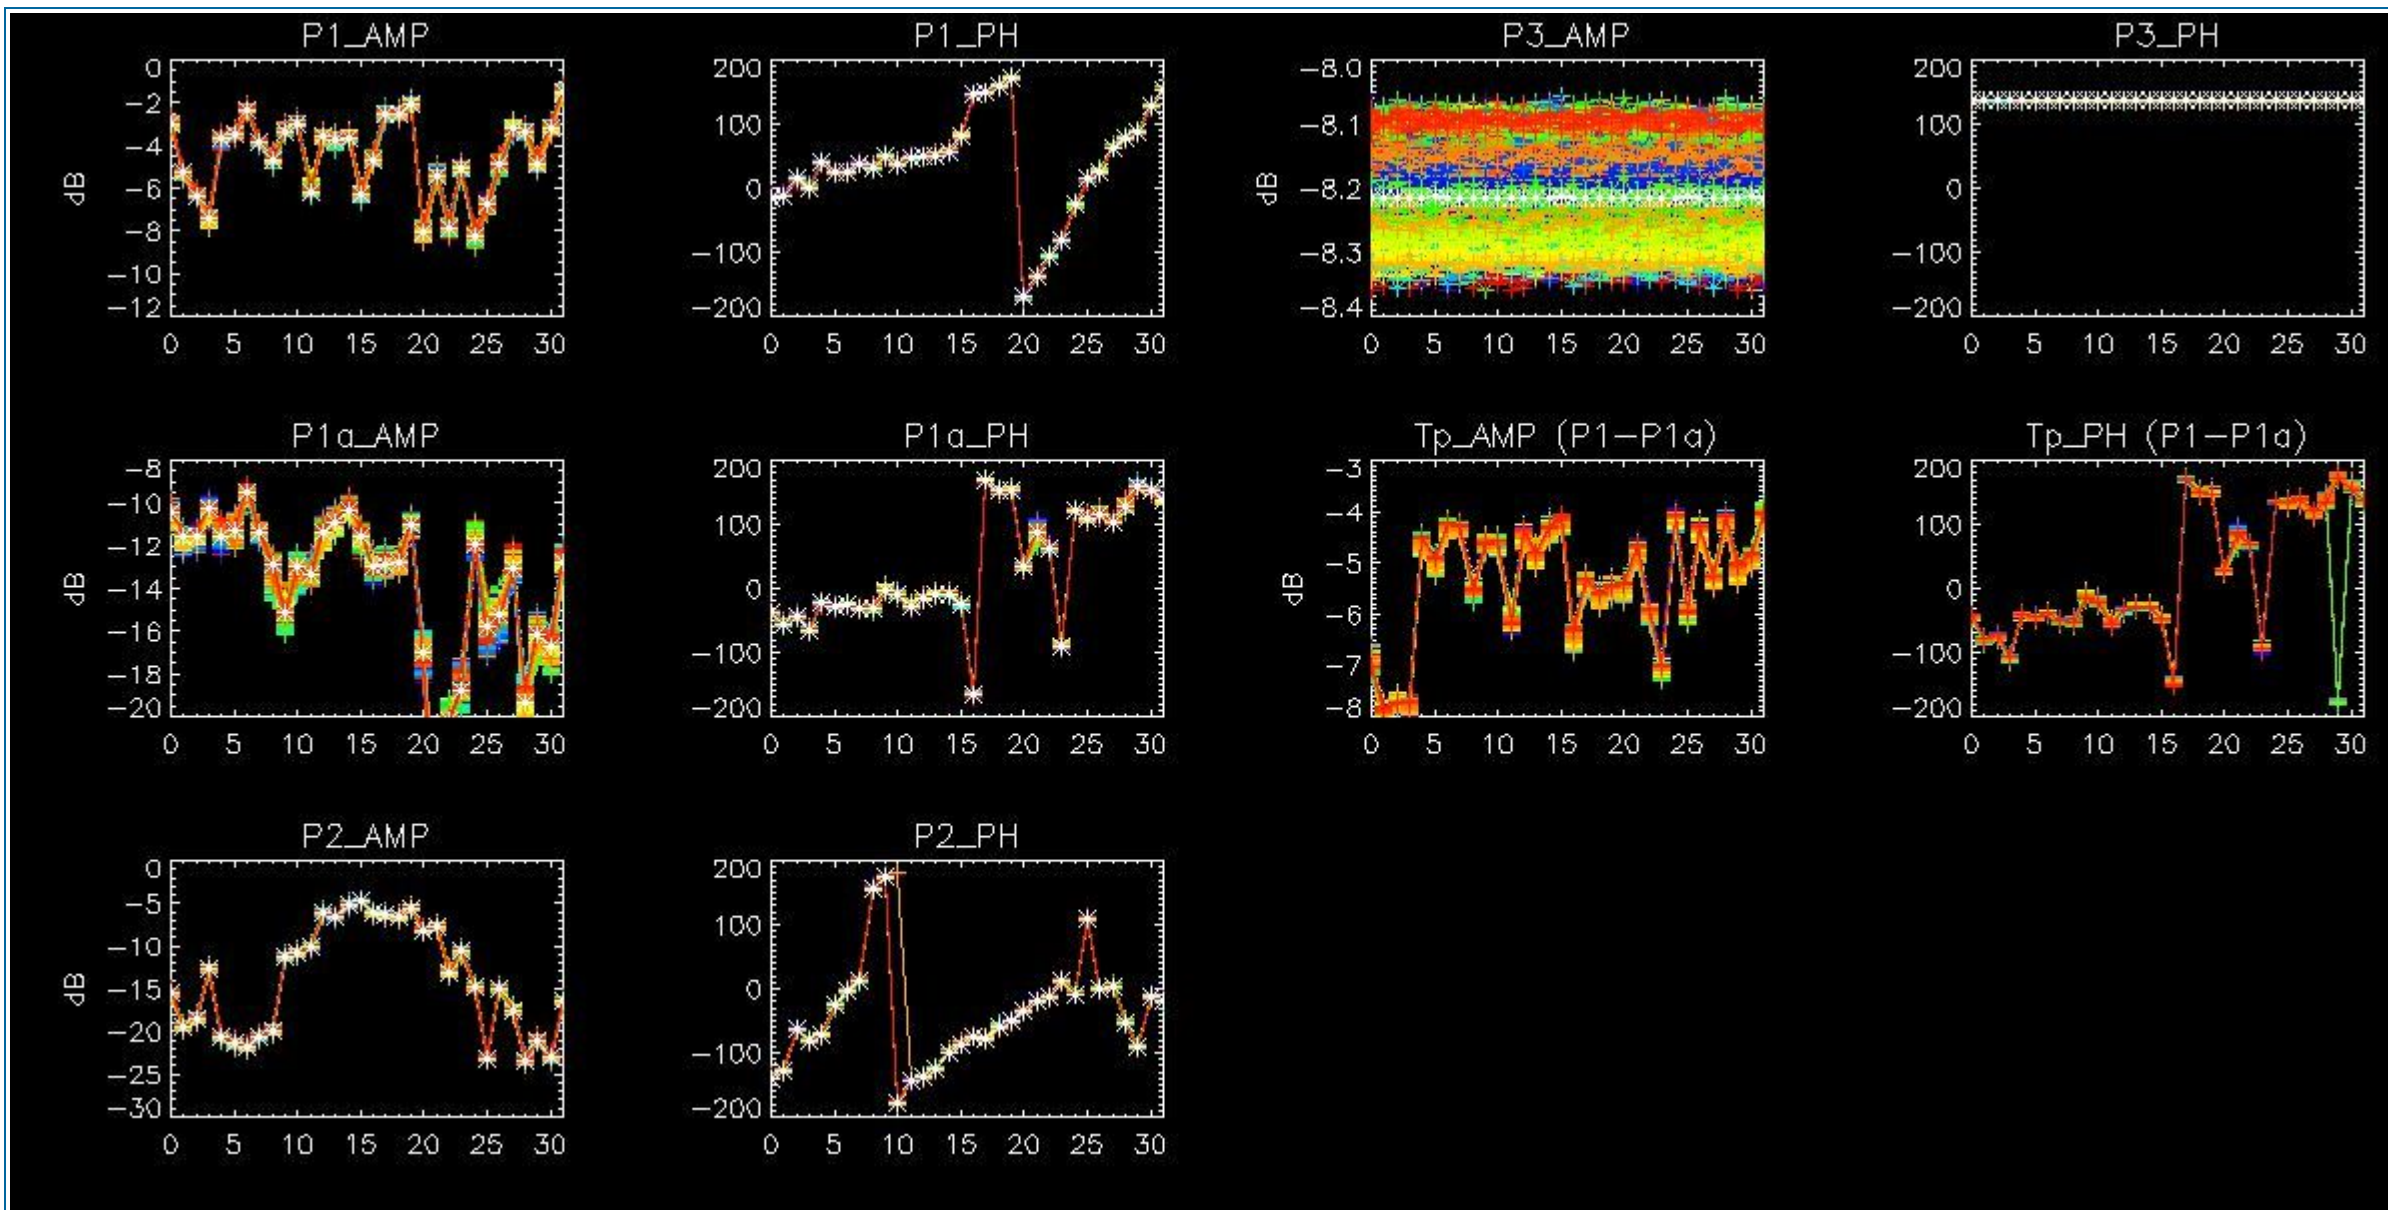 P1_AMP P1_PH P3_AMP P3_PH
0 200 -8.0 200
-2 100 -8.1 100
-4 0 -8.2 0
-6 -100 -8.3 -100
-8 -200 -8.4 -200
-10
-12
dB dB
0 5 10 15 20 25 30 0 5 10 15 20 25 30 0 5 10 15 20 25 30 0 5 10 15 20 25 30
P1a_AMP P1a_PH Tp_AMP (P1-P1a) Tp_PH (P1-P1a)
-8 200 -3 200
-10 100 -4 100
-12 0 -5 0
-14 -100 -6 -100
-16 -200 -7 -200
-18 -8
-20
dB dB
0 5 10 15 20 25 30 0 5 10 15 20 25 30 0 5 10 15 20 25 30 0 5 10 15 20 25 30
P2_AMP P2_PH
0 200
-5 100
-10 0
-15 -100
-20 -200
-25
-30
dB
0 5 10 15 20 25 30 0 5 10 15 20 25 30